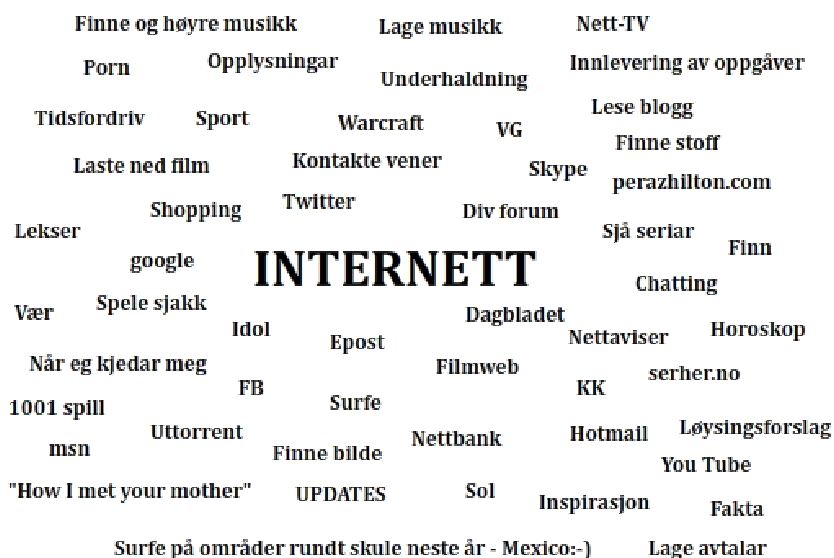 Finne og høyre musikk
Lage musikk
Nett-TV
Porn
Opplysningar
Underhaldning
Innlevering av oppgåver
Tidsfordriv
Sport
Warcraft
VG
Lese blogg
Finne stoff
Laste ned film
Kontakte vener
Skype
perazhilton.com
Shopping
Twitter
Div forum
Lekser
Sjå seriar
Finn
google
INTERNETT
Chatting
Vær
Spele sjakk
Idol
Epost
Dagbladet
Nettaviser
Horoskop
Når eg kjedar meg
Filmweb
serher.no
FB
KK
1001 spill
Surfe
Uttorrent
Nettbank
Hotmail
Løysingsforslag
msn
Finne bilde
You Tube
"How I met your mother"
UPDATES
Sol
Inspirasjon
Fakta
Surfe på områder rundt skule neste år - Mexico:-)
Lage avtalar